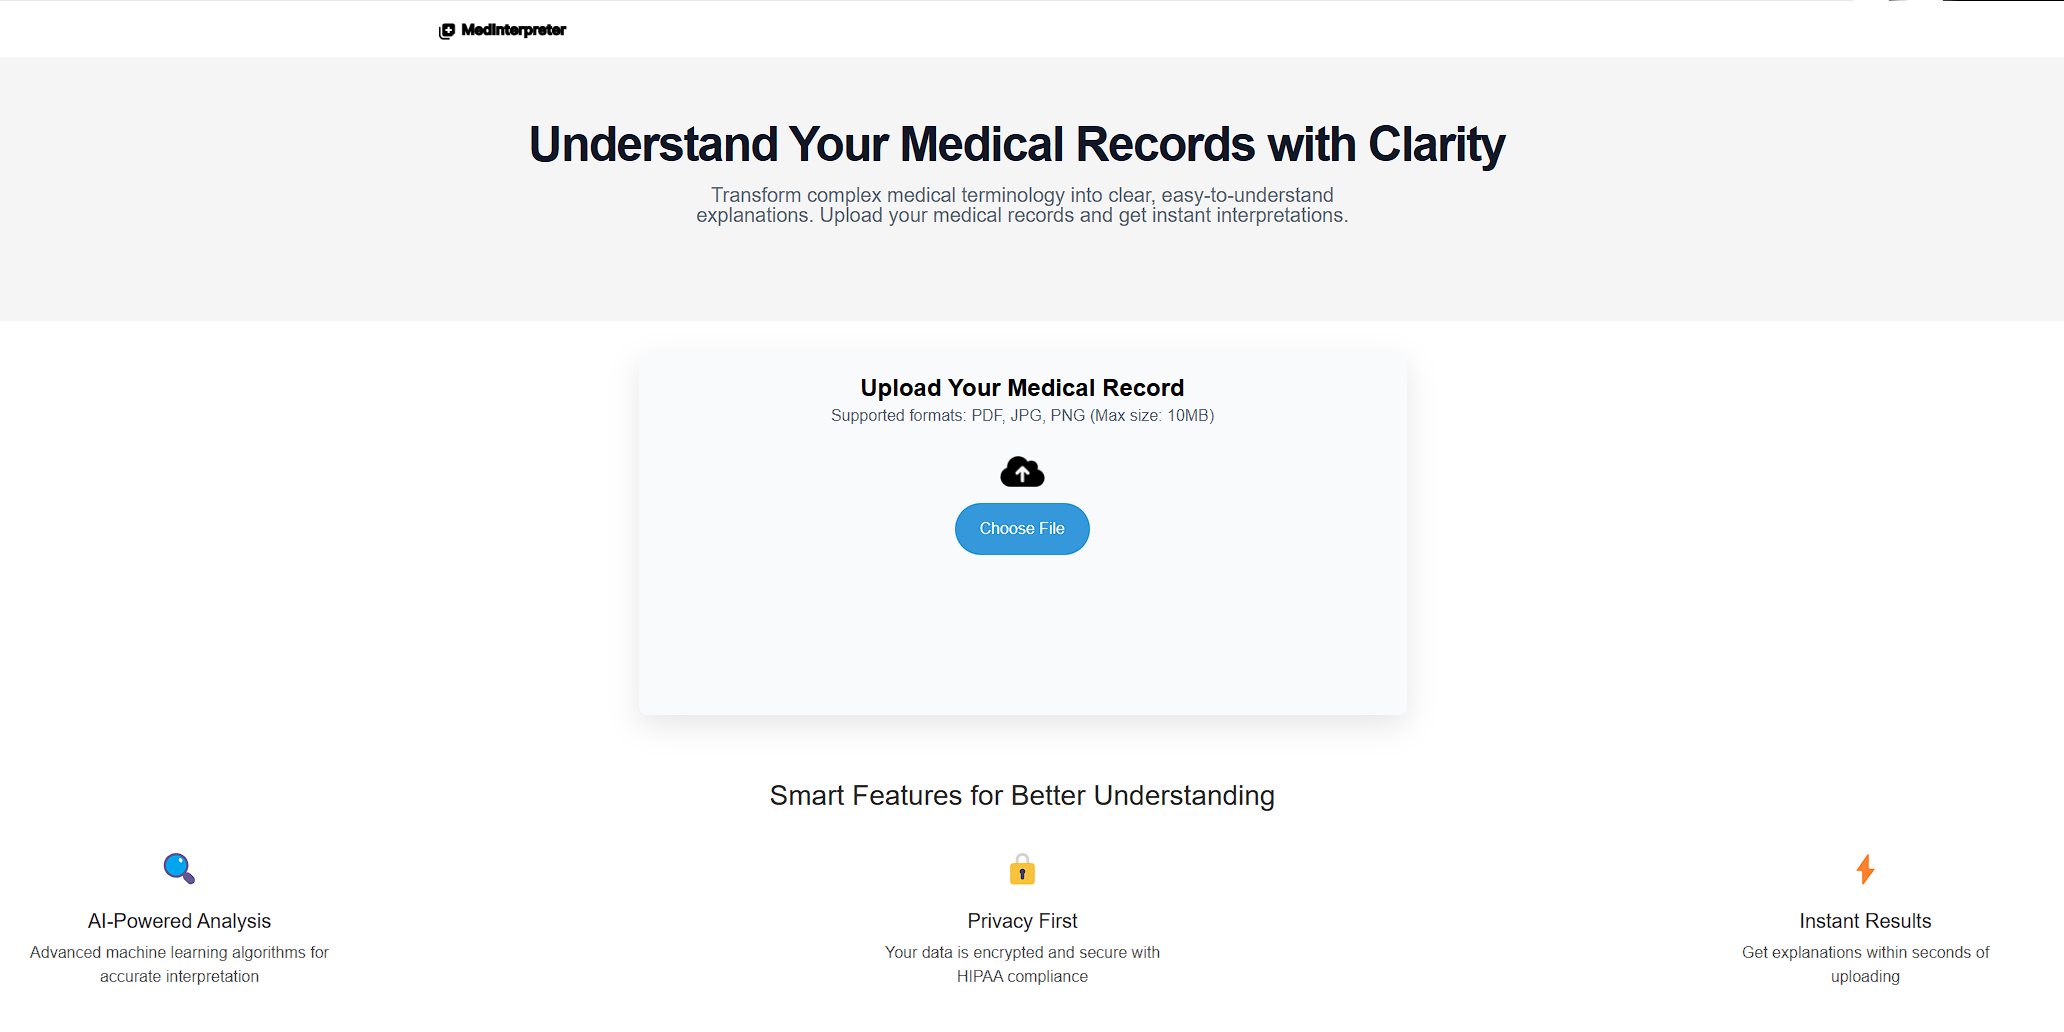 MedInterpreter
Understand Your Medical Records with Clarity
Transform complex medical terminology into clear, easy-to-understand
explanations. Upload your medical records and get instant interpretations.
Upload Your Medical Record
Supported formats: PDF, JPG, PNG (Max size: 10MB)
Choose File
Smart Features for Better Understanding
AI-Powered Analysis
Advanced machine learning algorithms for
accurate interpretation
Privacy First
Your data is encrypted and secure with
HIPAA compliance
Instant Results
Get explanations within seconds of
uploading